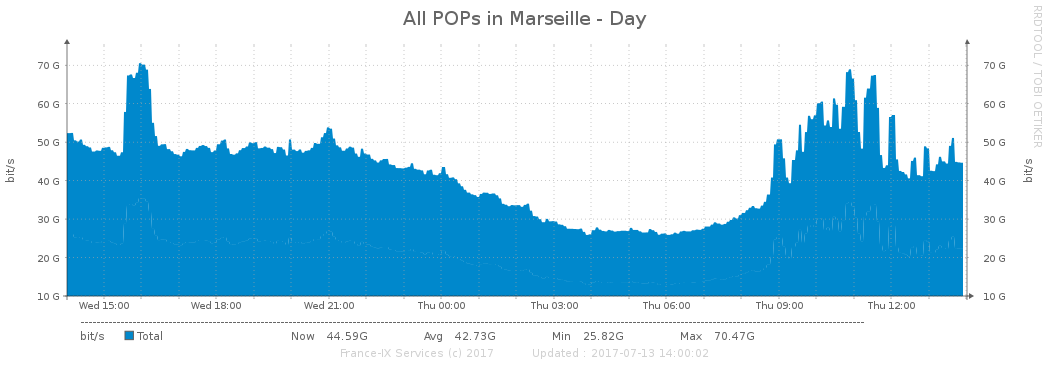 All POPs in Marseille - Day
RRDTOOL / TOBI OETIKER
bit/s
70 G 70 G
60 G 60 G
50 G 50 G
40 G 40 G
30 G 30 G
20 G 20 G
10 G 10 G
bit/s
Wed 15:00 Wed 18:00 Wed 21:00 Thu 00:00 Thu 03:00 Thu 06:00 Thu 09:00 Thu 12:00
bit/s Total Now 44.59G Avg 42.73G Min 25.82G Max 70.47G
France-IX Services (c) 2017 Updated : 2017-07-13 14:00:02